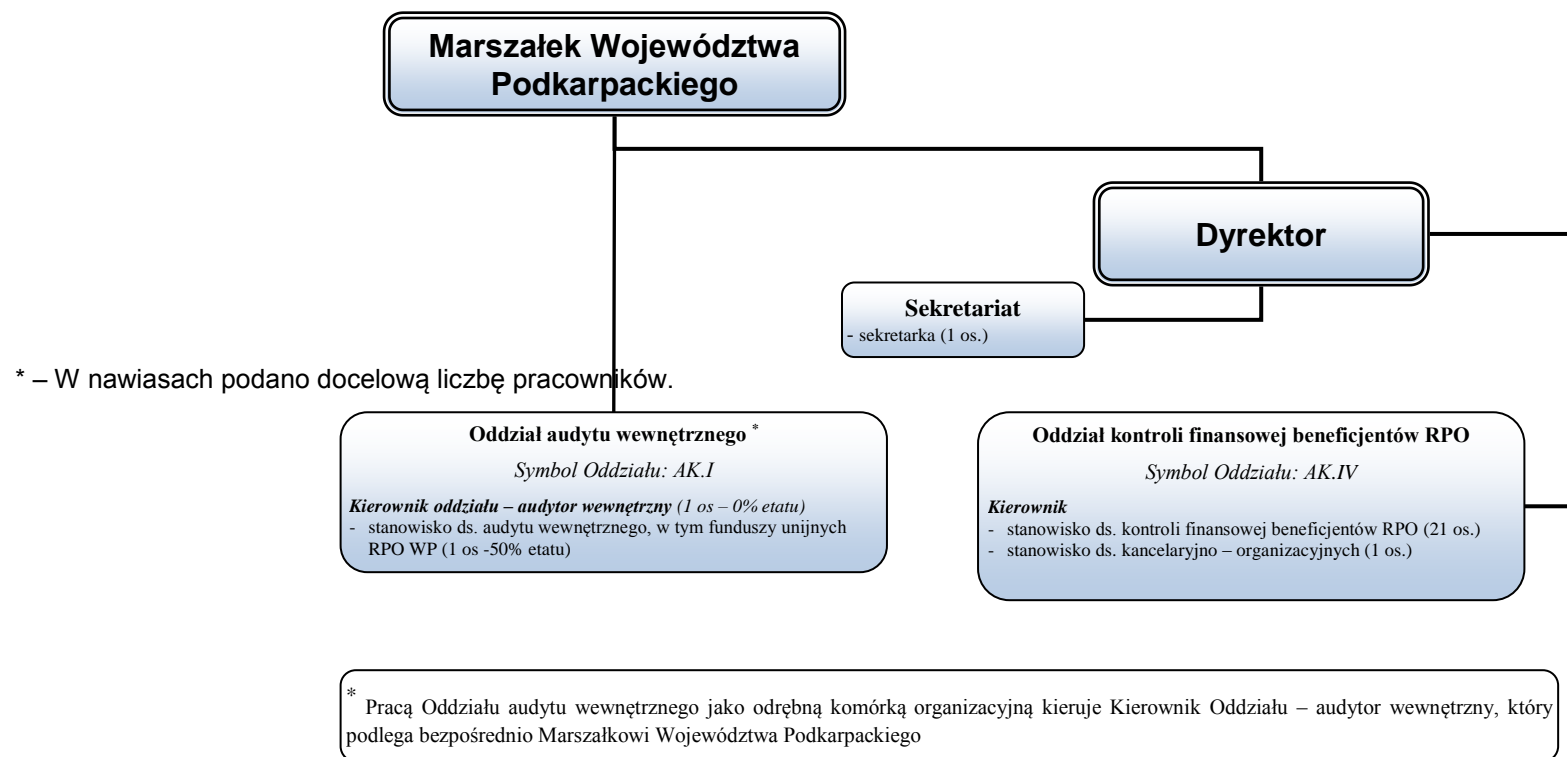 Marszałek Województwa
Podkarpackiego
Dyrektor
Sekretariat
- sekretarka (1 os.)
* – W nawiasach podano docelową liczbę pracowników.
Oddział audytu wewnętrznego *
Symbol Oddziału: AK.I
Kierownik oddziału – audytor wewnętrzny (1 os – 0% etatu)
- stanowisko ds. audytu wewnętrznego, w tym funduszy unijnych
RPO WP (1 os -50% etatu)
Oddział kontroli finansowej beneficjentów RPO
Symbol Oddziału: AK.IV
Kierownik
- stanowisko ds. kontroli finansowej beneficjentów RPO (21 os.)
- stanowisko ds. kancelaryjno – organizacyjnych (1 os.)
* Pracą Oddziału audytu wewnętrznego jako odrębną komórką organizacyjną kieruje Kierownik Oddziału – audytor wewnętrzny, który
podlega bezpośrednio Marszałkowi Województwa Podkarpackiego